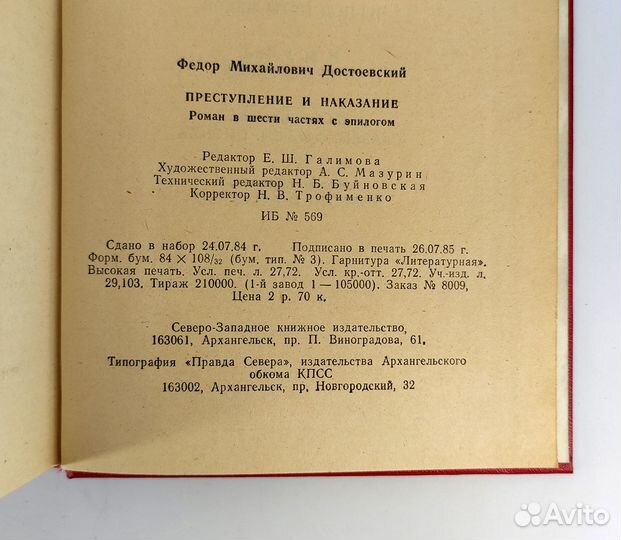 Федор Михайлович Достоевский
ПРЕСТУПЛЕНИЕ И НАКАЗАНИЕ
Роман в шести частях с эпилогом
Редактор Е. Ш. Галимова
Художественный редактор А. С. Мазурин
Технический редактор Н. Б. Буйновская
Корректор Н. В. Трофименко
ИБ № 569
Сдано в набор 24.07.84 г. Подписано в печать 26.07.85 г.
Форм. бум. 84 × 108/32 (бум. тип. № 3). Гарнитура «Литературная».
Высокая печать. Усл. печ. л. 27,72. Усл. кр.-отт. 27,72. Уч.-изд. л.
29,103. Тираж 210000. (1-й завод 1—105000). Заказ № 8009.
Цена 2 р. 70 к.
Северо-Западное книжное издательство,
163061, Архангельск, пр. П. Виноградова, 61.
Типография «Правда Севера», издательства Архангельского
обкома КПСС
163002, Архангельск, пр. Новгородский, 32
Avito